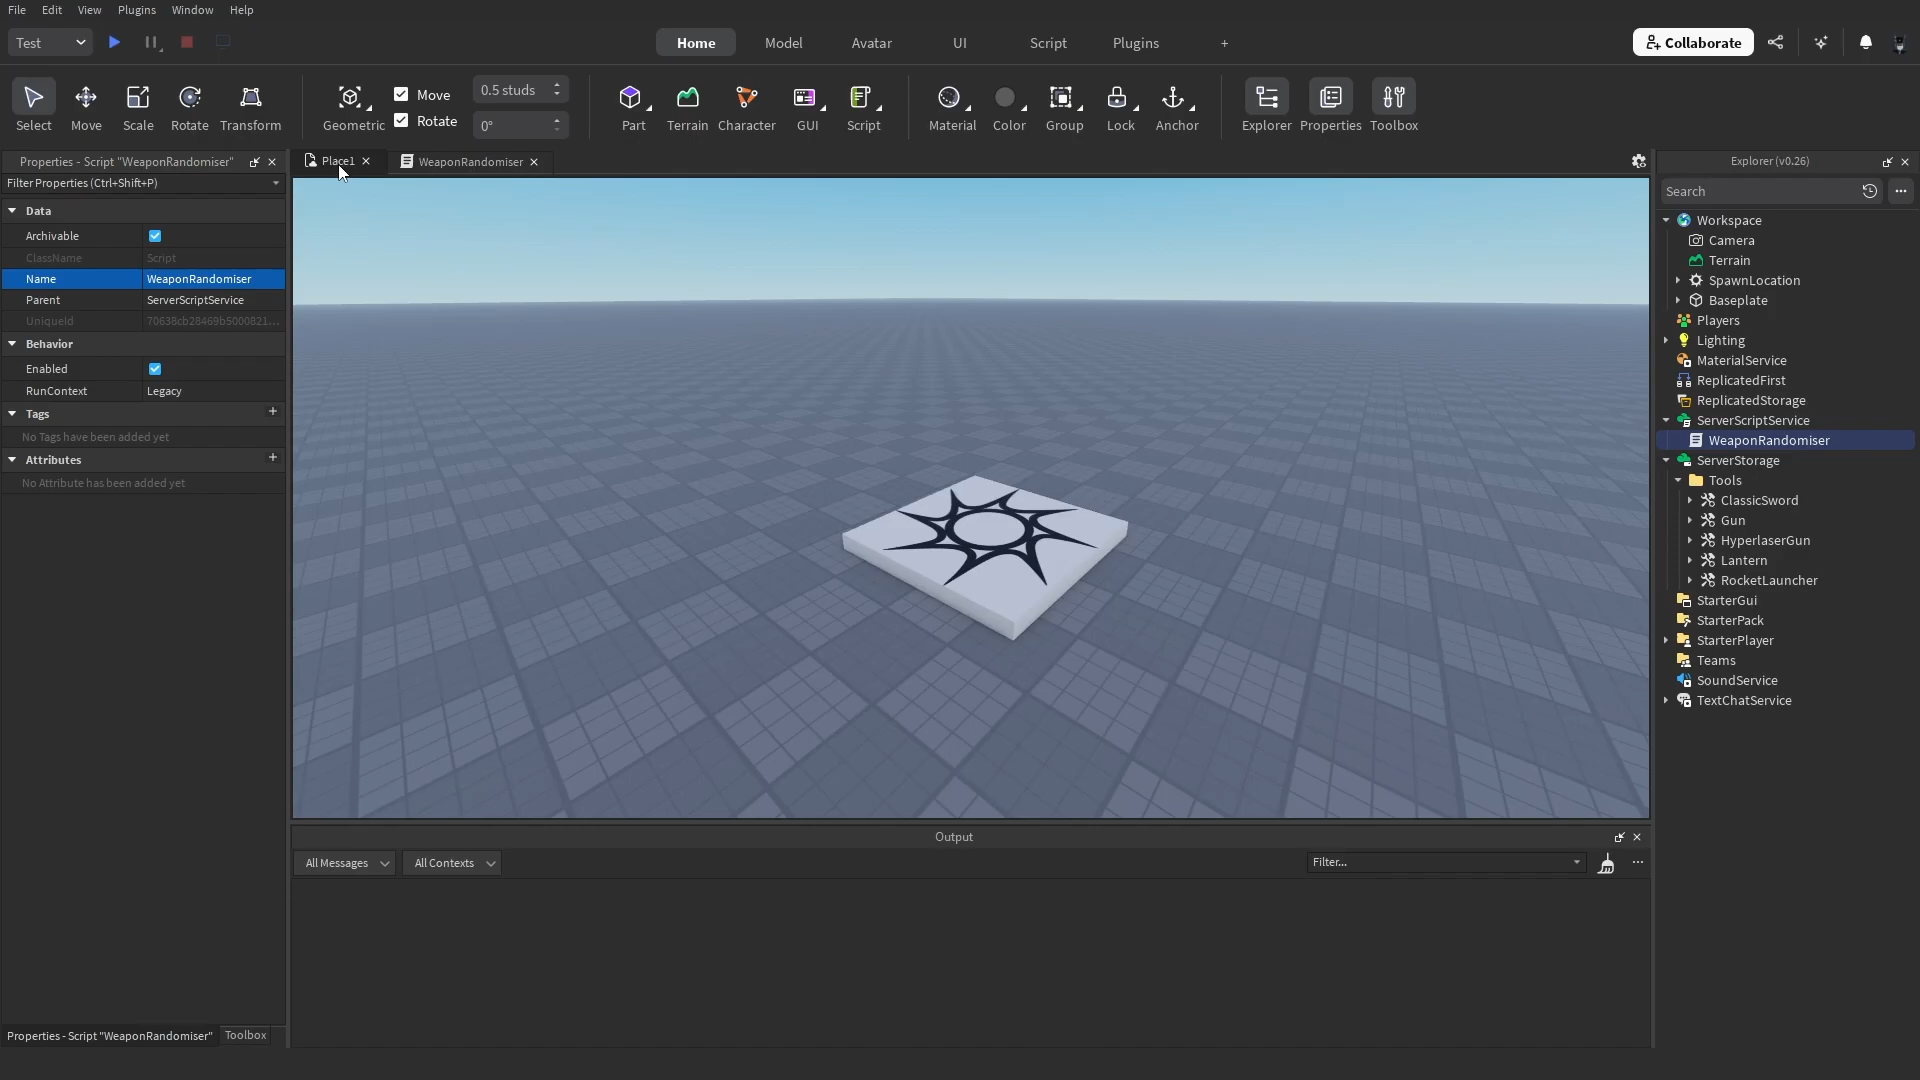 File Edit View Plugins Window Help
Test Home Model Avatar UI Script Plugins + Collaborate
Select Move Scale Rotate Transform Geometric Move 0.5 studs Part Terrain Character GUI Script Material Color Group Lock Anchor Explorer Properties Toolbox
Rotate 0°
Properties - Script "WeaponRandomiser"
Filter Properties (Ctrl+Shift+P)
Data
Archivable
ClassName Script
Name WeaponRandomiser
Parent ServerScriptService
UniqueId 70638cb28469b5000821...
Behavior
Enabled
RunContext Legacy
Tags +
No Tags have been added yet
Attributes +
No Attribute has been added yet
Properties - Script "WeaponRandomiser" Toolbox
Place1 WeaponRandomiser
Output
All Messages All Contexts Filter...
Explorer (v0.26)
Search
Workspace
Camera
Terrain
SpawnLocation
Baseplate
Players
Lighting
MaterialService
ReplicatedFirst
ReplicatedStorage
ServerScriptService
WeaponRandomiser
ServerStorage
Tools
ClassicSword
Gun
HyperlaserGun
Lantern
RocketLauncher
StarterGui
StarterPack
StarterPlayer
Teams
SoundService
TextChatService